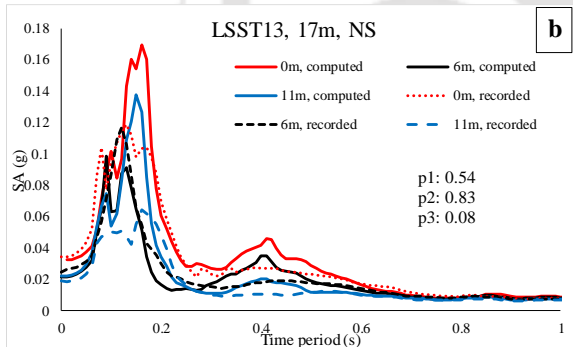 LSST13, 17m, NS
b
0m, computed
6m, computed
11m, computed
0m, recorded
6m, recorded
11m, recorded
p1: 0.54
p2: 0.83
p3: 0.08
SA (g)
0.18
0.16
0.14
0.12
0.1
0.08
0.06
0.04
0.02
0
0 0.2 0.4 0.6 0.8 1
Time period (s)